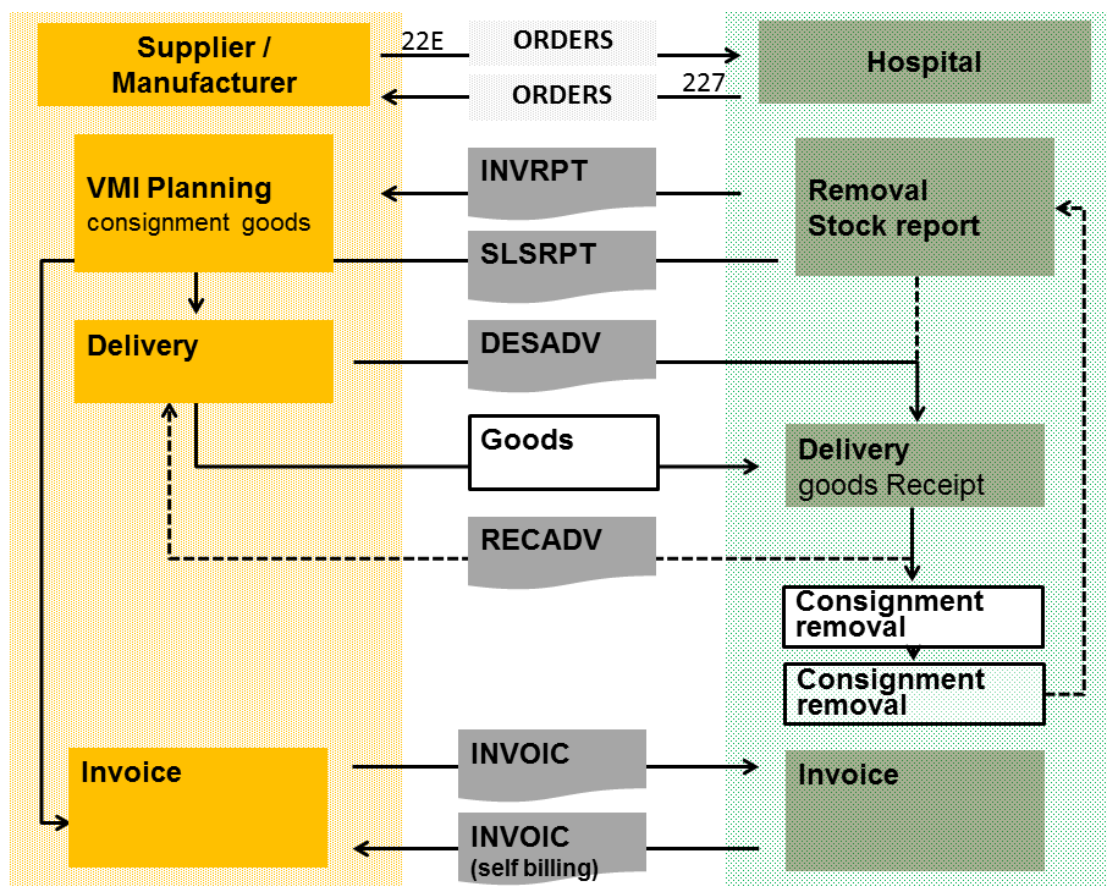 Supplier /
Manufacturer
22E
ORDERS
ORDERS
227
Hospital
VMI Planning
consignment goods
INVRPT
Removal
Stock report
SLSRPT
Delivery
DESADV
Goods
Delivery
goods Receipt
RECADV
Consignment
removal
Consignment
removal
Invoice
INVOIC
Invoice
INVOIC
(self billing)